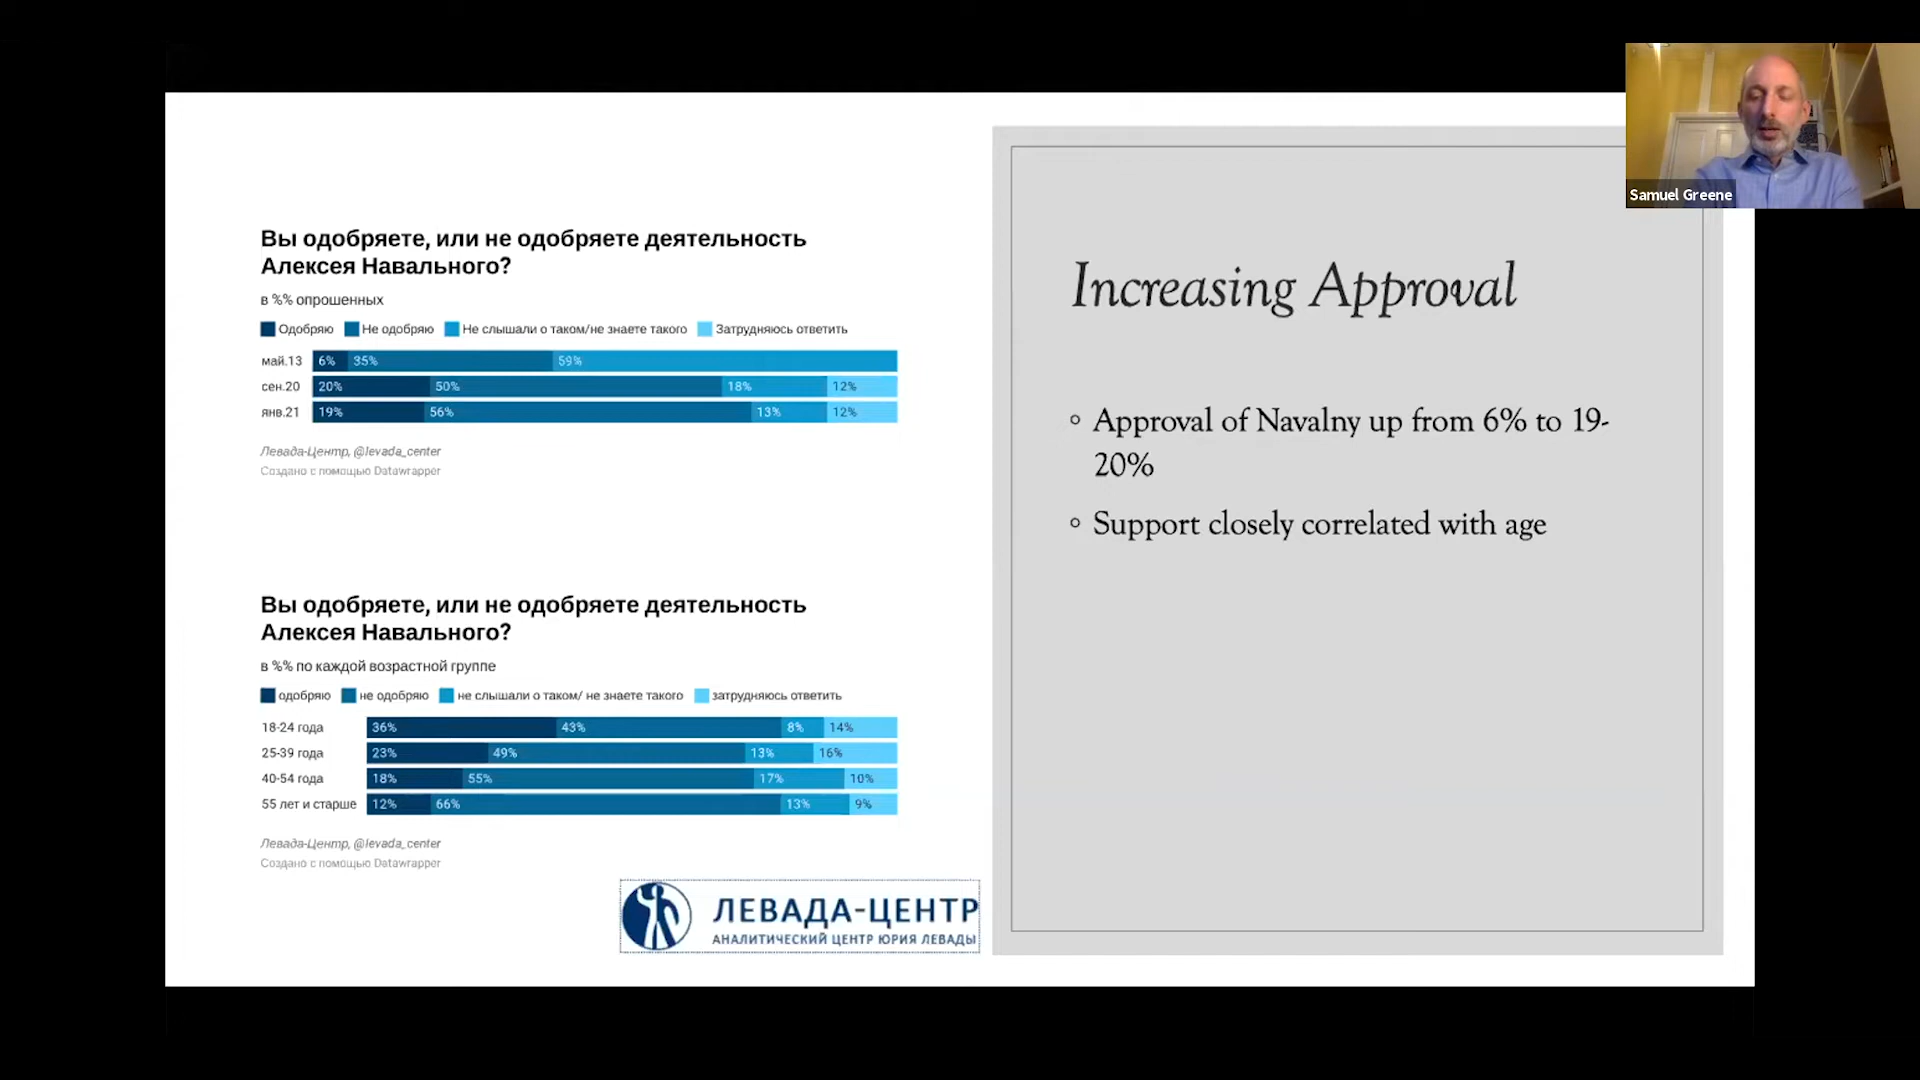 Samuel Greene
Вы одобряете, или не одобряете деятельность
Алексея Навального?
в %% опрошенных
Одобряю Не одобряю Не слышали о таком/не знаете такого Затрудняюсь ответить
май.13 6% 35% 59%
сен.20 20% 50% 18% 12%
янв.21 19% 56% 13% 12%
Левада-Центр, @levada_center
Создано с помощью Datawrapper
Вы одобряете, или не одобряете деятельность
Алексея Навального?
в %% по каждой возрастной группе
одобряю не одобряю не слышали о таком/ не знаете такого затрудняюсь ответить
18-24 года 36% 43% 8% 14%
25-39 года 23% 49% 13% 16%
40-54 года 18% 55% 17% 10%
55 лет и старше 12% 66% 13% 9%
Левада-Центр, @levada_center
Создано с помощью Datawrapper
ЛЕВАДА-ЦЕНТР
АНАЛИТИЧЕСКИЙ ЦЕНТР ЮРИЯ ЛЕВАДЫ
Increasing Approval
◦ Approval of Navalny up from 6% to 19-
20%
◦ Support closely correlated with age